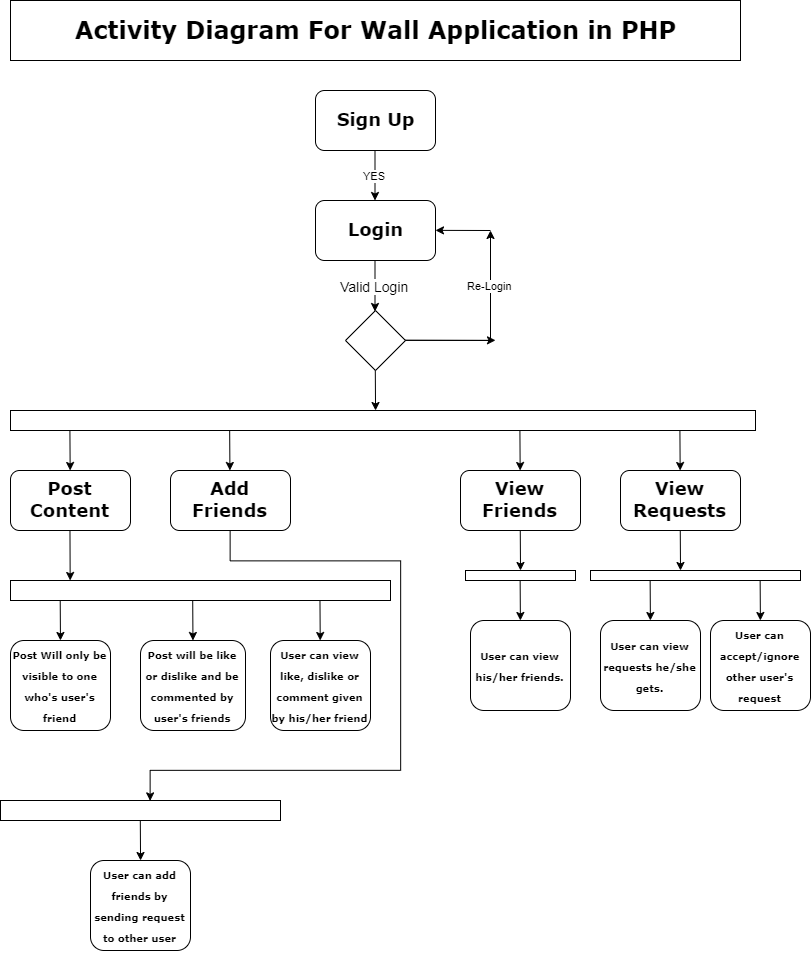 Activity Diagram For Wall Application in PHP
Sign Up
YES
Login
Valid Login
Re-Login
Post
Content
Add
Friends
View
Friends
View
Requests
Post Will only be
visible to one
who's user's
friend
Post will be like
or dislike and be
commented by
user's friends
User can view
like, dislike or
comment given
by his/her friend
User can view
his/her friends.
User can view
requests he/she
gets.
User can
accept/ignore
other user's
request
User can add
friends by
sending request
to other user